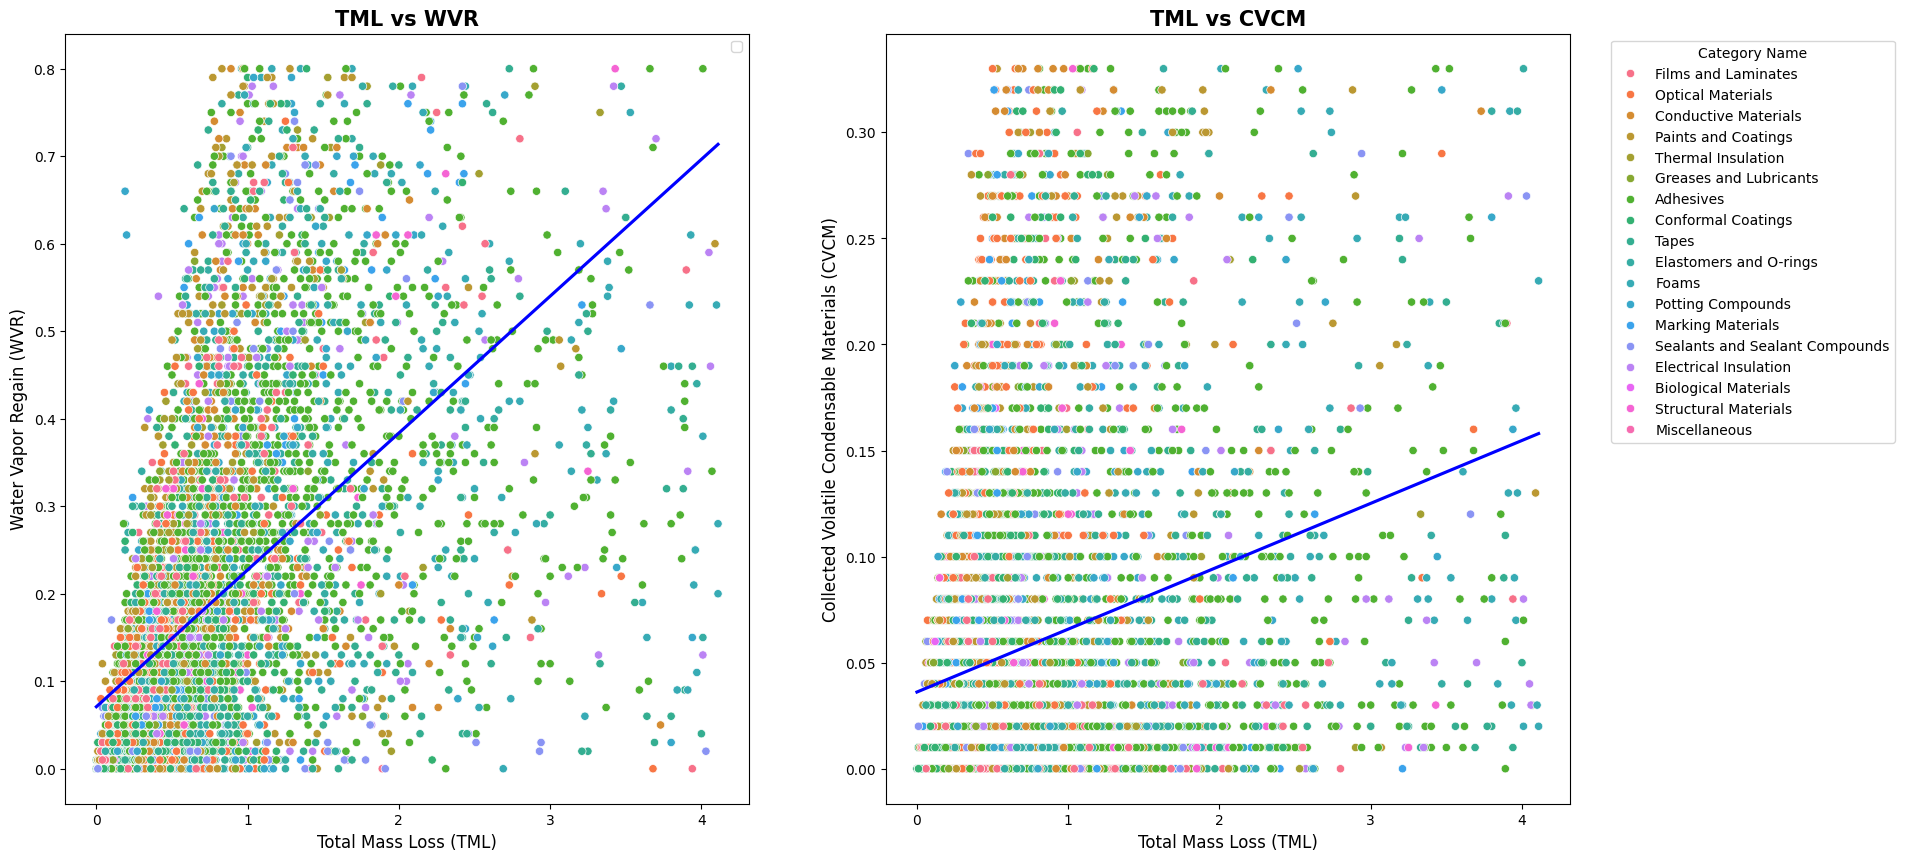 TML vs WVR
Water Vapor Regain (WVR)
0.8
0.7
0.6
0.5
0.4
0.3
0.2
0.1
0.0
0 1 2 3 4
Total Mass Loss (TML)
TML vs CVCM
Collected Volatile Condensable Materials (CVCM)
0.30
0.25
0.20
0.15
0.10
0.05
0.00
0 1 2 3 4
Total Mass Loss (TML)
Category Name
Films and Laminates
Optical Materials
Conductive Materials
Paints and Coatings
Thermal Insulation
Greases and Lubricants
Adhesives
Conformal Coatings
Tapes
Elastomers and O-rings
Foams
Potting Compounds
Marking Materials
Sealants and Sealant Compounds
Electrical Insulation
Biological Materials
Structural Materials
Miscellaneous